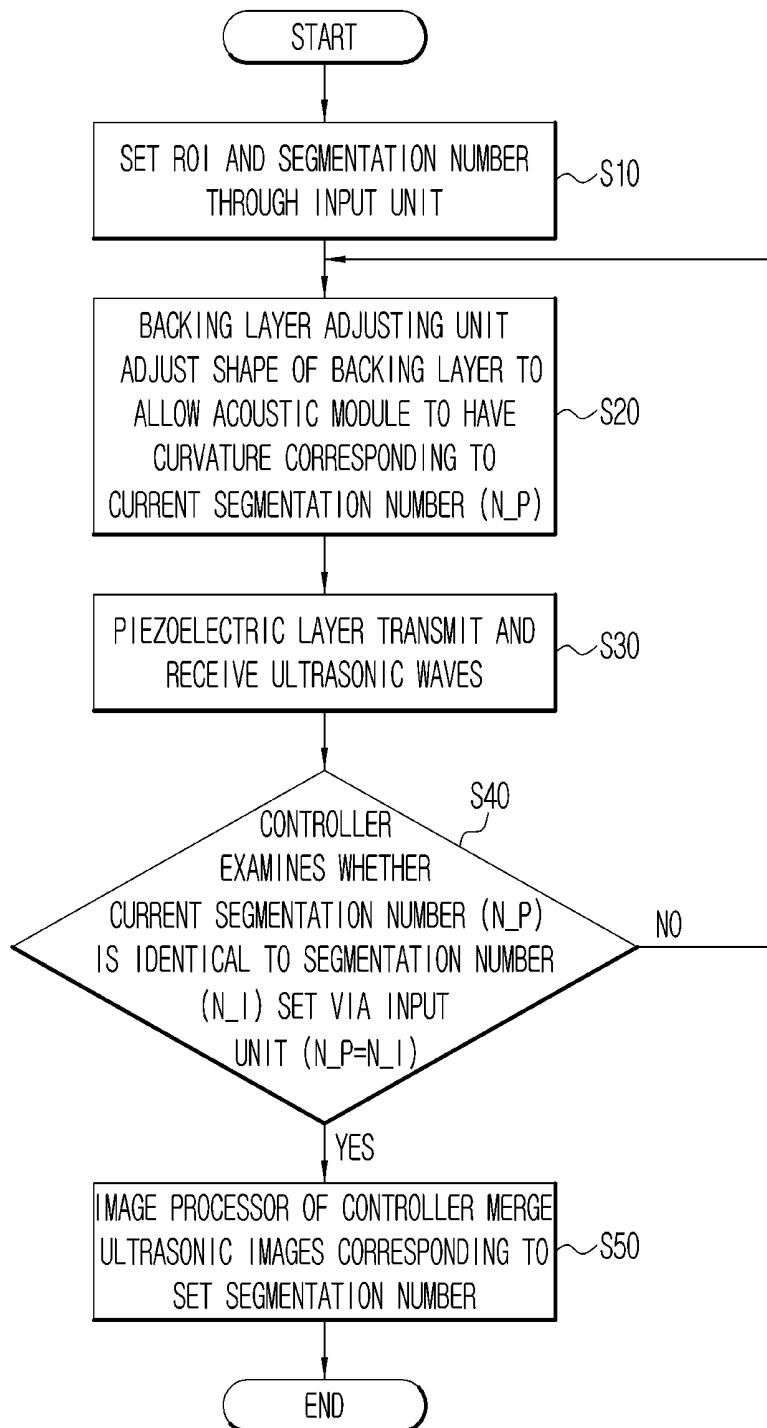 START
SET ROI AND SEGMENTATION NUMBER
THROUGH INPUT UNIT
S10
BACKING LAYER ADJUSTING UNIT
ADJUST SHAPE OF BACKING LAYER TO
ALLOW ACOUSTIC MODULE TO HAVE
CURVATURE CORRESPONDING TO
CURRENT SEGMENTATION NUMBER (N_P)
S20
PIEZOELECTRIC LAYER TRANSMIT AND
RECEIVE ULTRASONIC WAVES
S30
S40
CONTROLLER
EXAMINES WHETHER
CURRENT SEGMENTATION NUMBER (N_P)
IS IDENTICAL TO SEGMENTATION NUMBER
(N_I) SET VIA INPUT
UNIT (N_P=N_I)
NO
YES
IMAGE PROCESSOR OF CONTROLLER MERGE
ULTRASONIC IMAGES CORRESPONDING TO
SET SEGMENTATION NUMBER
S50
END